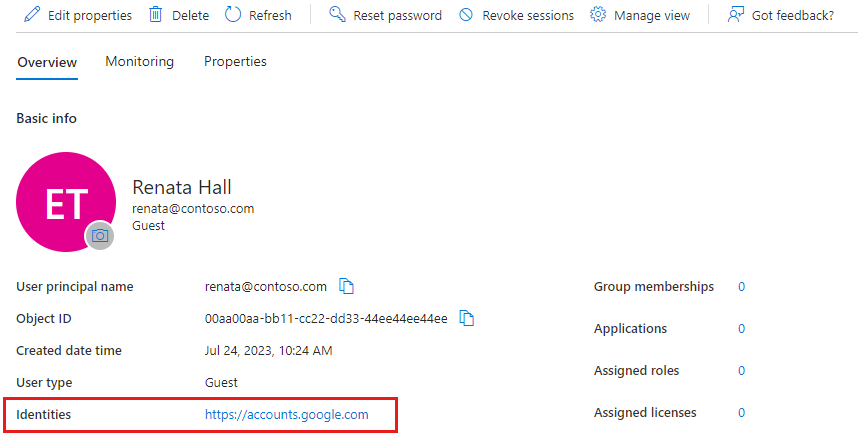 Edit properties Delete Refresh Reset password Revoke sessions Manage view Got feedback?
Overview Monitoring Properties
Basic info
ET
Renata Hall
renata@contoso.com
Guest
User principal name renata@contoso.com Group memberships 0
Object ID 00aa00aa-bb11-cc22-dd33-44ee44ee44ee
Applications 0
Created date time Jul 24, 2023, 10:24 AM
Assigned roles 0
User type Guest
Identities https://accounts.google.com Assigned licenses 0